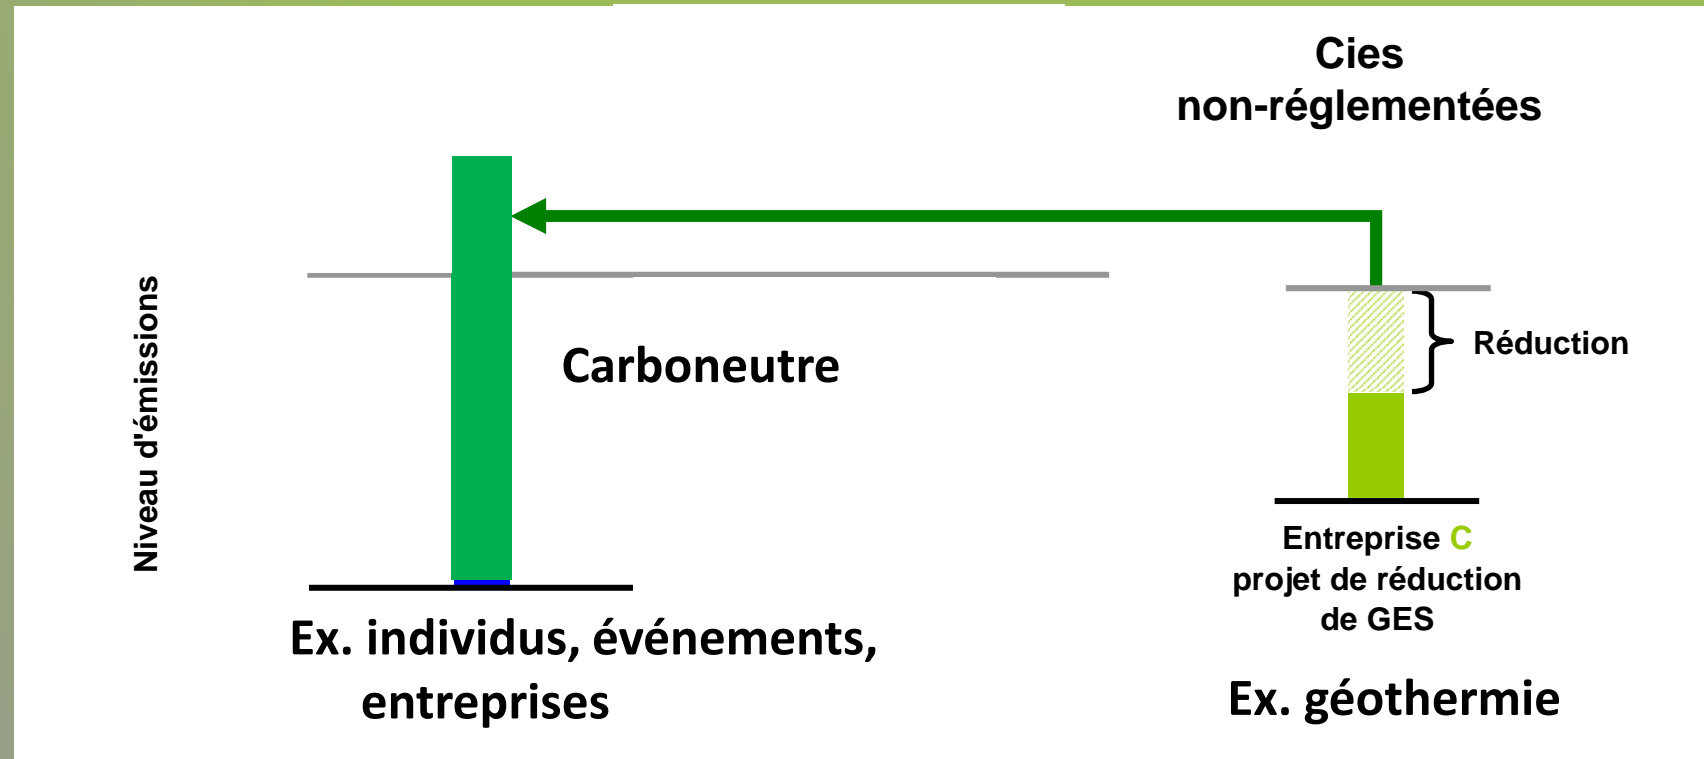 Cies
non-réglementées
Niveau d'émissions
Carboneutre
Réduction
Entreprise C
projet de réduction
de GES
Ex. individus, événements,
entreprises
Ex. géothermie